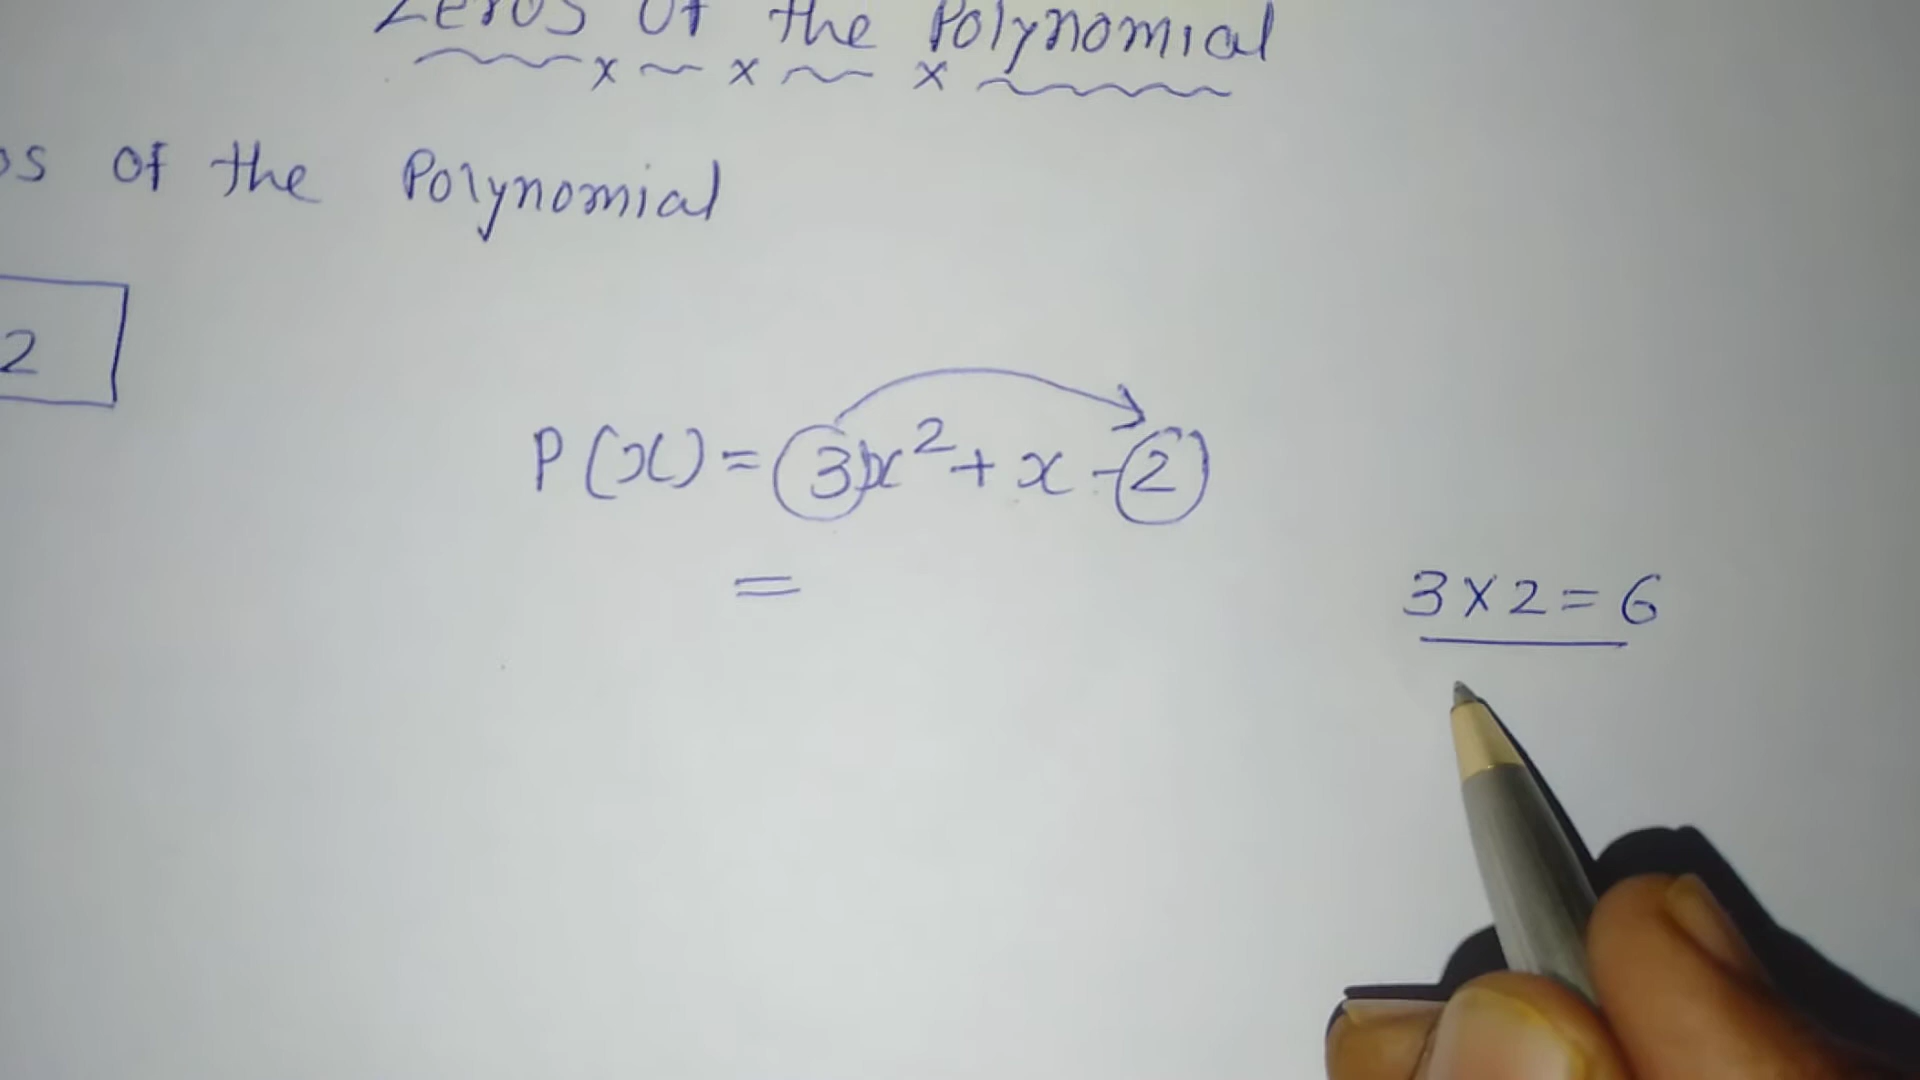 Zeros of the Polynomial
of the Polynomial
2
P(x) = 3x² + x - 2
=
3 x 2 = 6